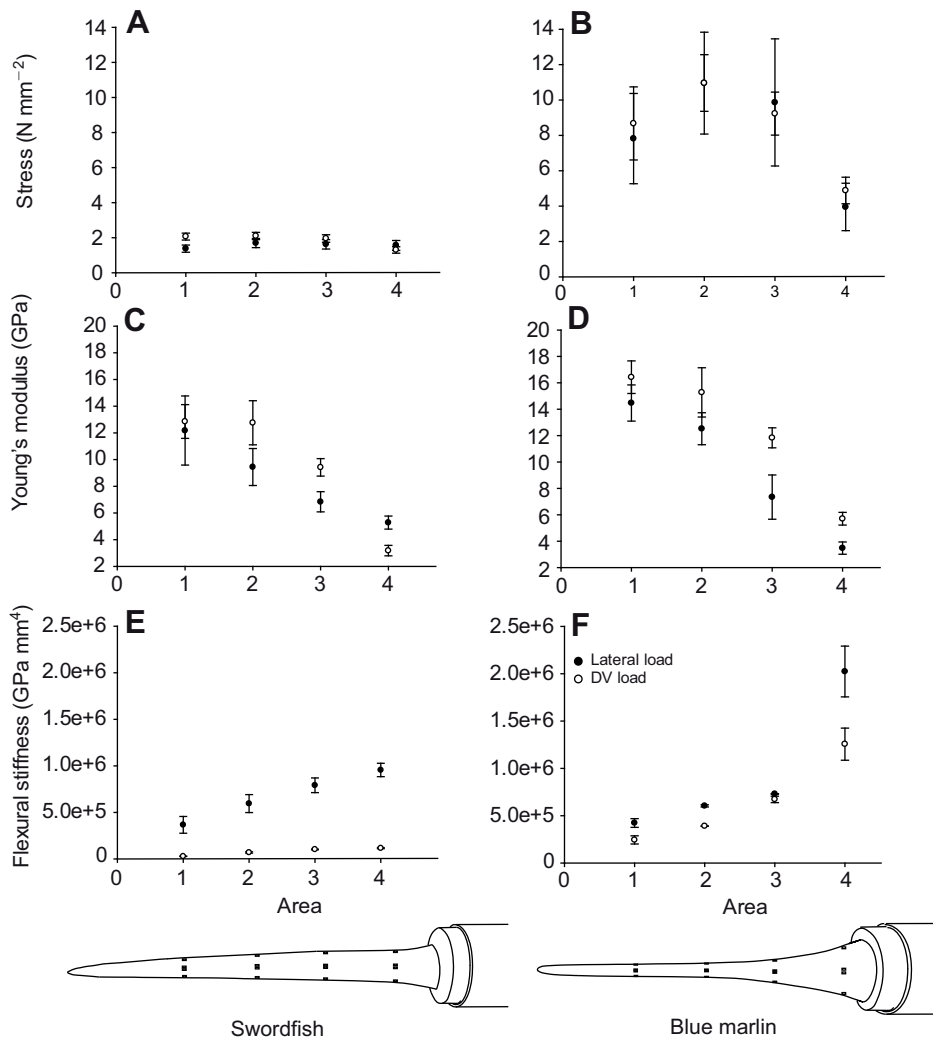 A
B
Stress (N mm⁻²)
14
12
10
8
6
4
2
0
0 1 2 3 4
14
12
10
8
6
4
2
0
0 1 2 3 4
C
D
Young's modulus (GPa)
20
18
16
14
12
10
8
6
4
2
0 1 2 3 4
20
18
16
14
12
10
8
6
4
2
0 1 2 3 4
E
F
Flexural stiffness (GPa mm⁴)
2.5e+6
2.0e+6
1.5e+6
1.0e+6
5.0e+5
0
0 1 2 3 4
Area
2.5e+6
2.0e+6
1.5e+6
1.0e+6
5.0e+5
0
Lateral load
DV load
0 1 2 3 4
Area
Swordfish
Blue marlin